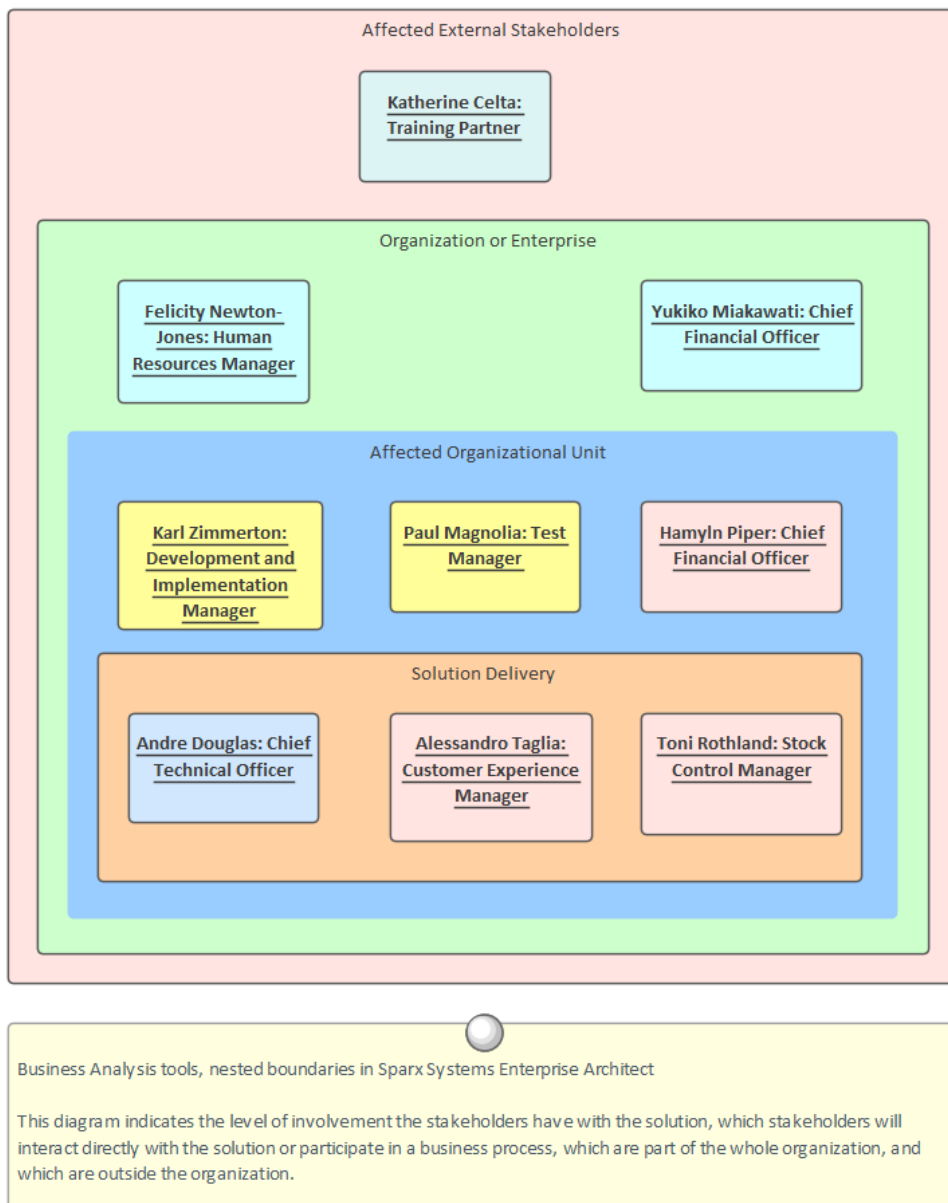 Affected External Stakeholders
Katherine Celta:
Training Partner
Organization or Enterprise
Felicity Newton-
Jones: Human
Resources Manager
Yukiko Miakawati: Chief
Financial Officer
Affected Organizational Unit
Karl Zimmerton:
Development and
Implementation
Manager
Paul Magnolia: Test
Manager
Hamyln Piper: Chief
Financial Officer
Solution Delivery
Andre Douglas: Chief
Technical Officer
Alessandro Taglia:
Customer Experience
Manager
Toni Rothland: Stock
Control Manager
Business Analysis tools, nested boundaries in Sparx Systems Enterprise Architect
This diagram indicates the level of involvement the stakeholders have with the solution, which stakeholders will
interact directly with the solution or participate in a business process, which are part of the whole organization, and
which are outside the organization.